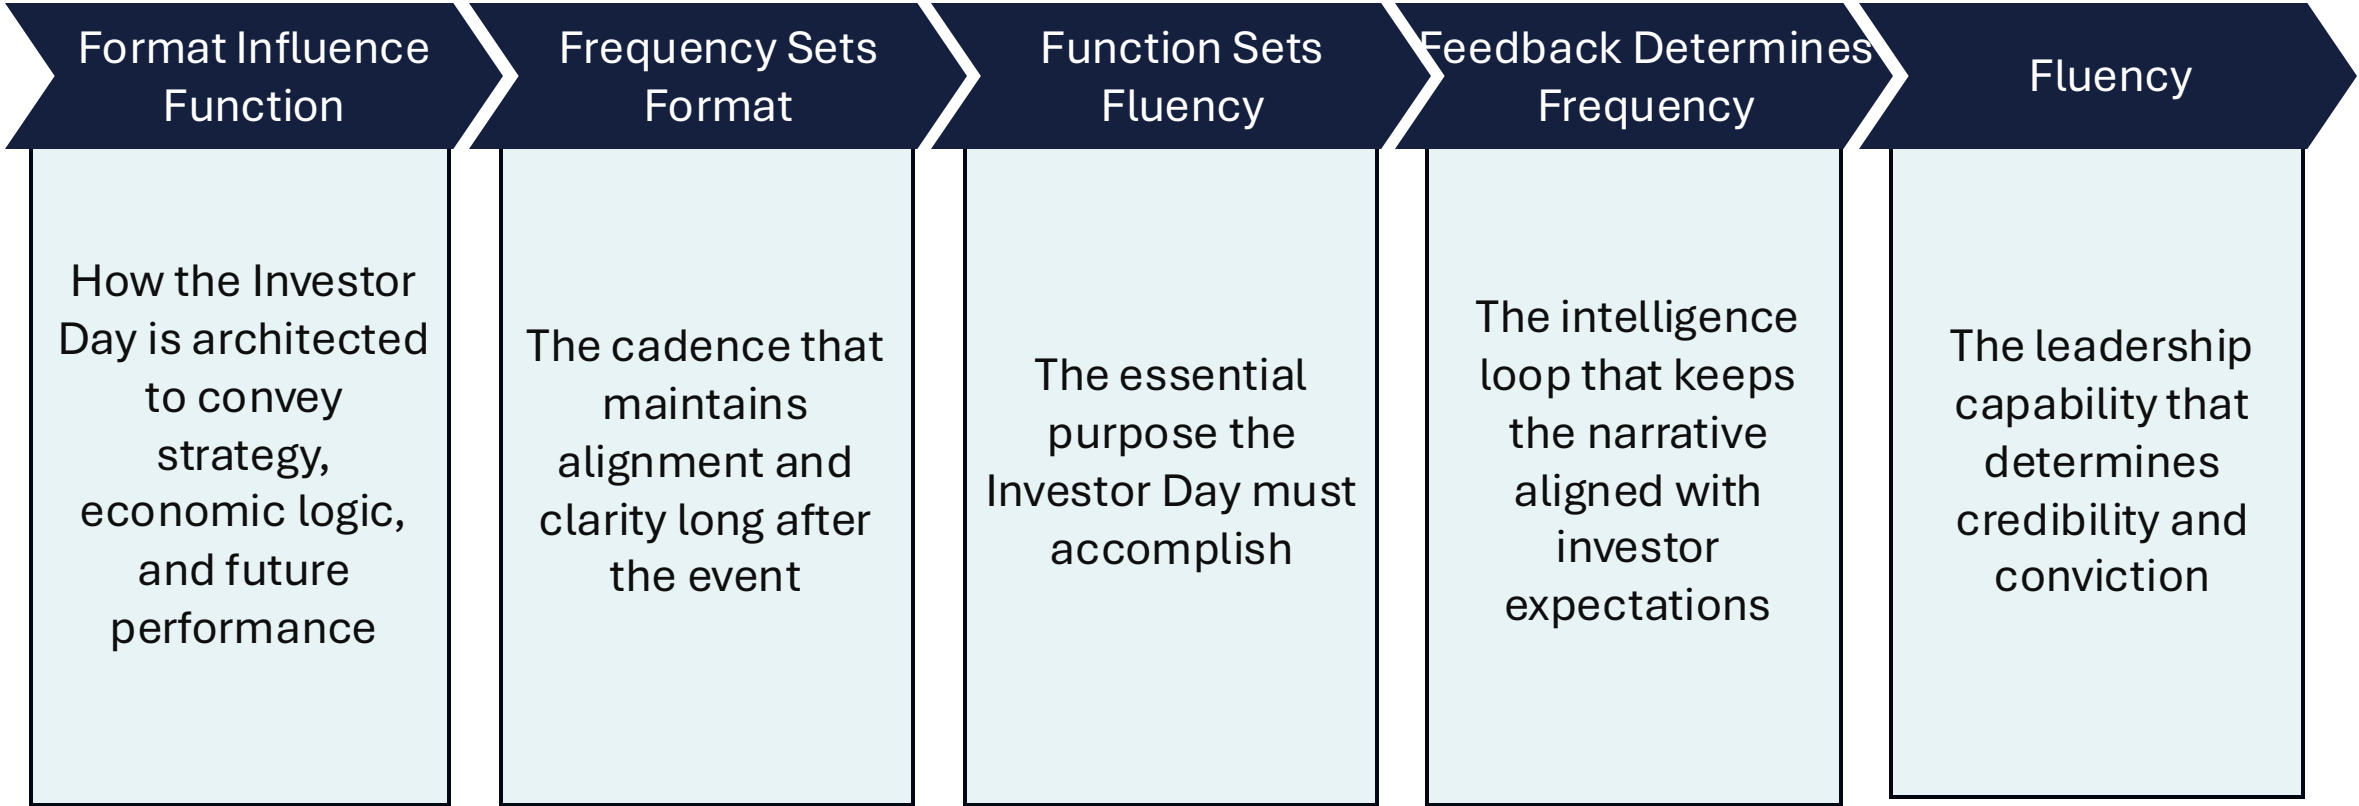 Format Influence
Function
How the Investor
Day is architected
to convey
strategy,
economic logic,
and future
performance
Frequency Sets
Format
The cadence that
maintains
alignment and
clarity long after
the event
Function Sets
Fluency
The essential
purpose the
Investor Day must
accomplish
Feedback Determines
Frequency
The intelligence
loop that keeps
the narrative
aligned with
investor
expectations
Fluency
The leadership
capability that
determines
credibility and
conviction